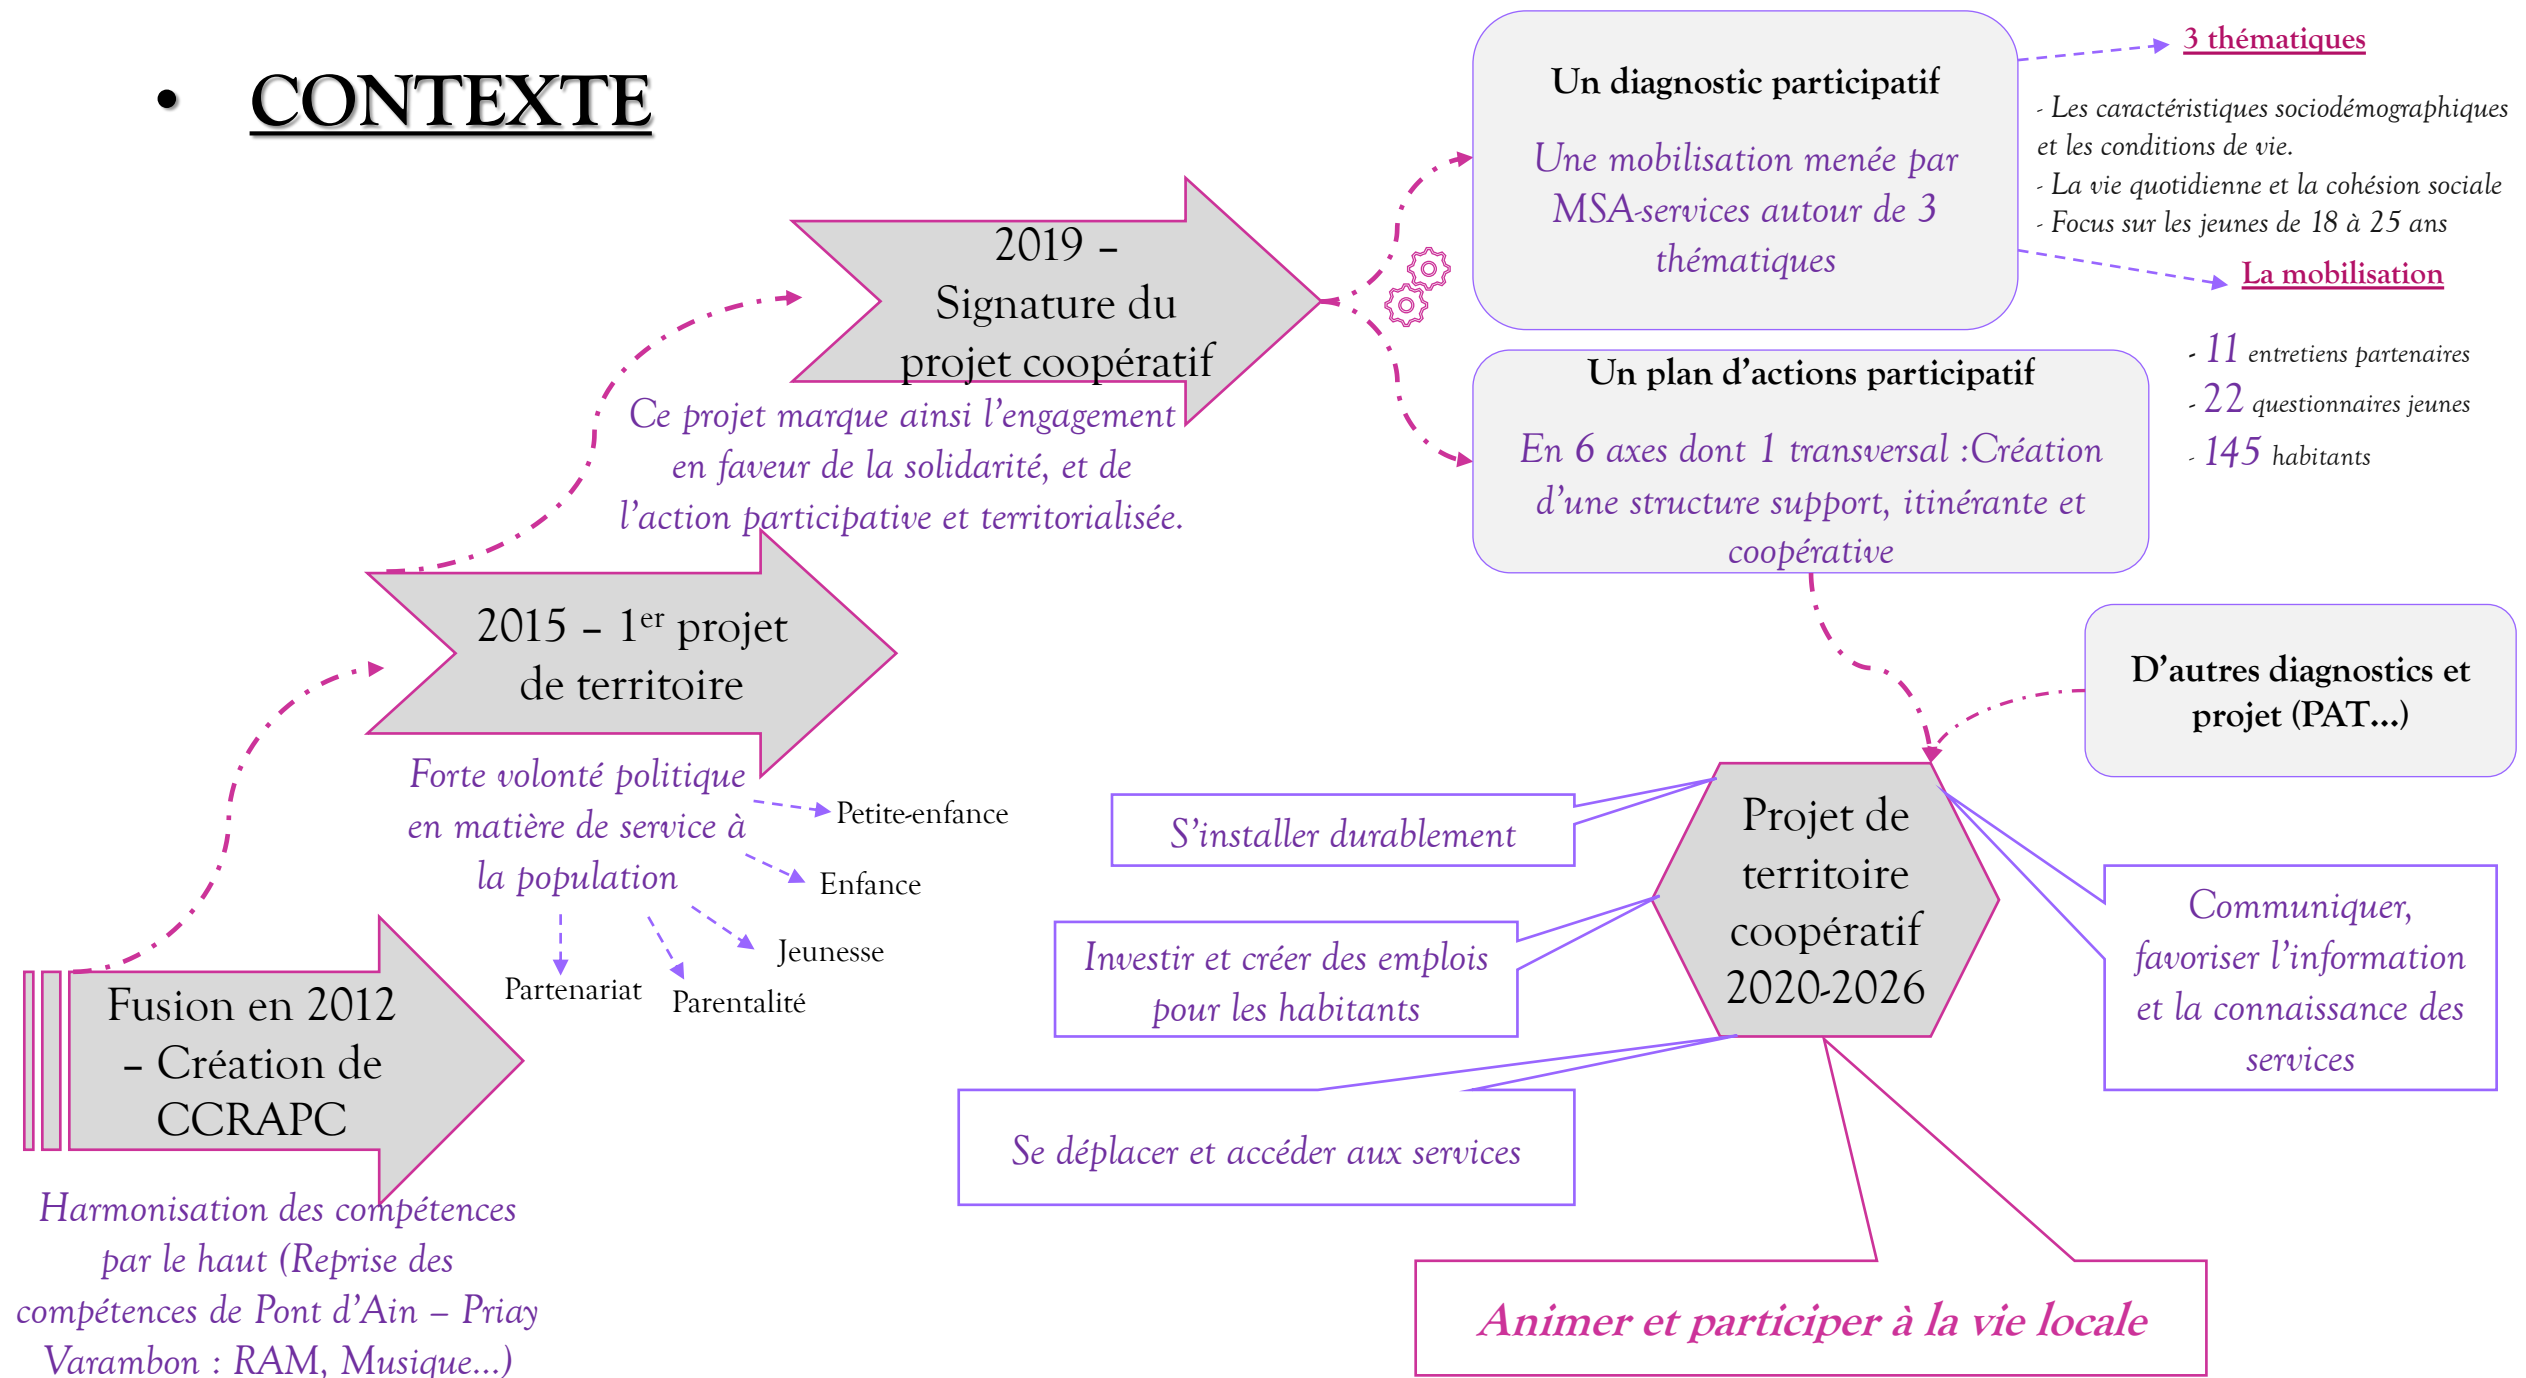 • CONTEXTE
Fusion en 2012
– Création de
CCRAPC
Harmonisation des compétences
par le haut (Reprise des
compétences de Pont d’Ain – Priay
Varambon : RAM, Musique…)
2015 – 1er projet
de territoire
Forte volonté politique
en matière de service à
la population
Petite-enfance
Enfance
Jeunesse
Parentalité
Partenariat
2019 –
Signature du
projet coopératif
Ce projet marque ainsi l’engagement
en faveur de la solidarité, et de
l’action participative et territorialisée.
Un diagnostic participatif
Une mobilisation menée par
MSA-services autour de 3
thématiques
3 thématiques
- Les caractéristiques sociodémographiques
et les conditions de vie.
- La vie quotidienne et la cohésion sociale
- Focus sur les jeunes de 18 à 25 ans
La mobilisation
- 11 entretiens partenaires
- 22 questionnaires jeunes
- 145 habitants
Un plan d’actions participatif
En 6 axes dont 1 transversal :Création
d’une structure support, itinérante et
coopérative
D’autres diagnostics et
projet (PAT…)
Projet de
territoire
coopératif
2020-2026
S’installer durablement
Investir et créer des emplois
pour les habitants
Se déplacer et accéder aux services
Communiquer,
favoriser l’information
et la connaissance des
services
Animer et participer à la vie locale